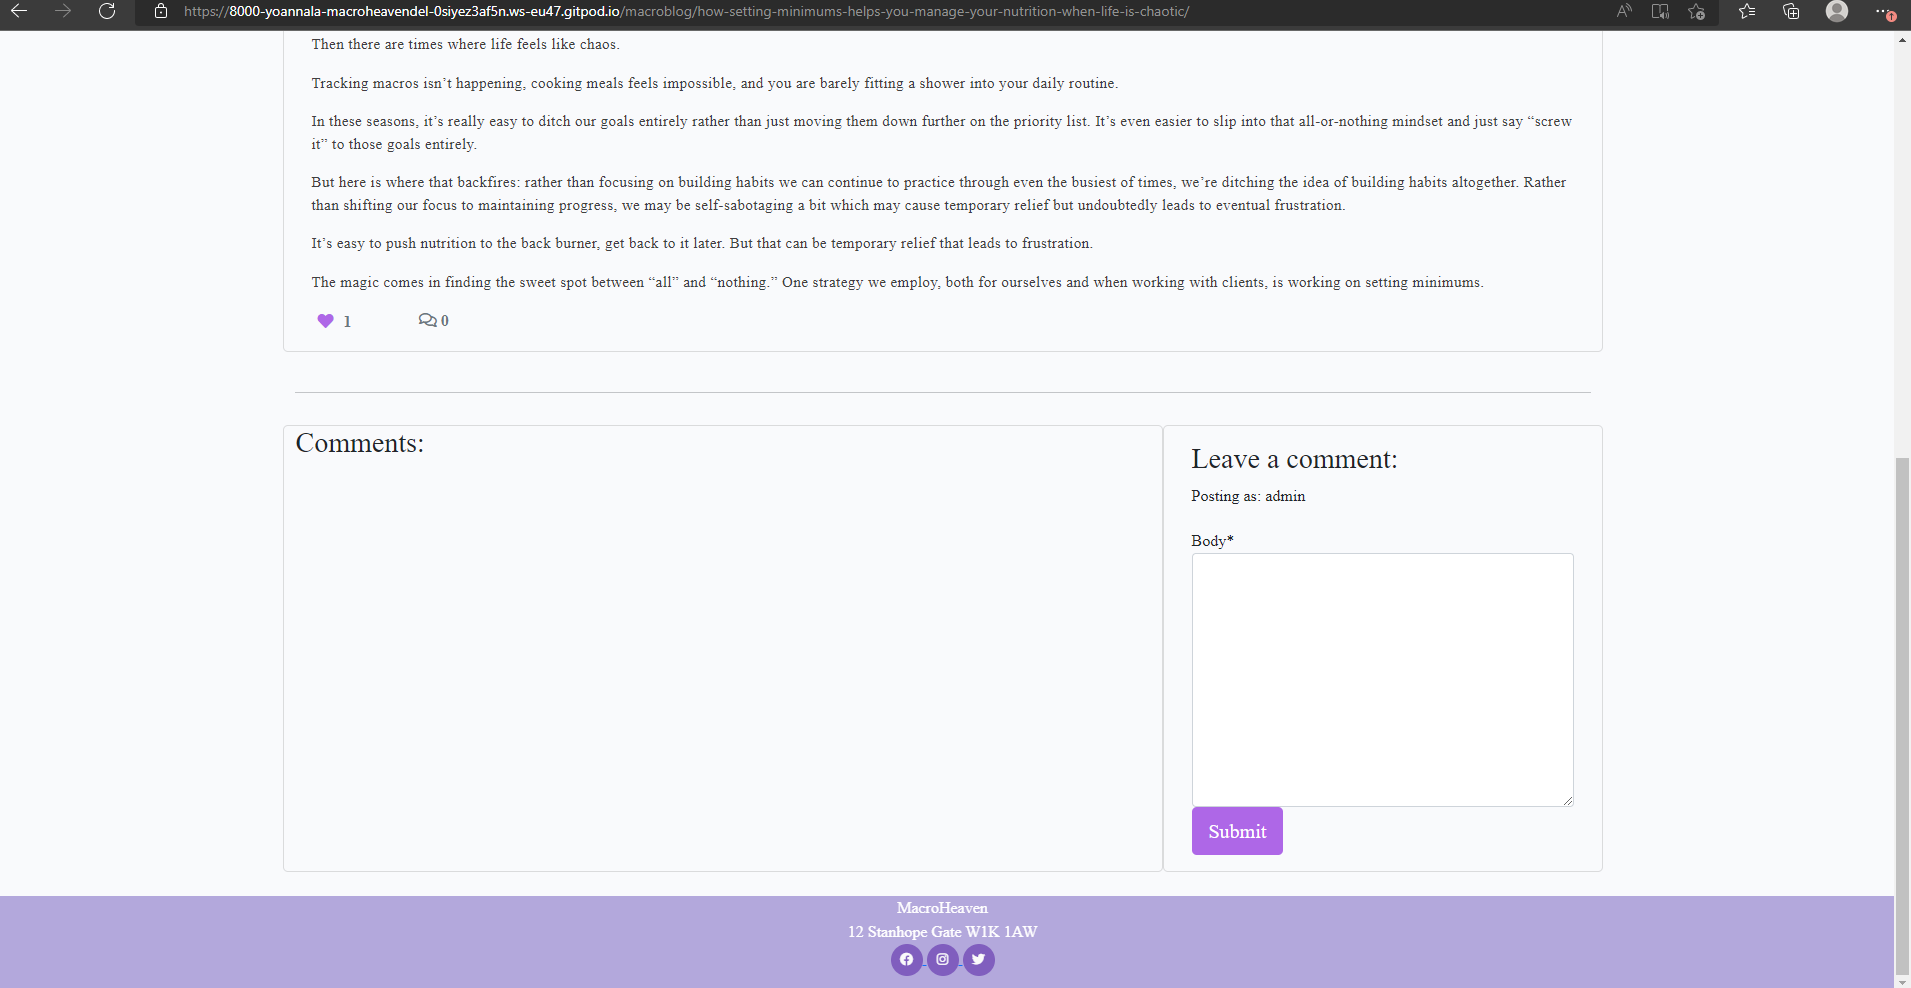 https://8000-yoannala-macroheavendel-0siyez3af5n.ws-eu47.gitpod.io/macroblog/how-setting-minimums-helps-you-manage-your-nutrition-when-life-is-chaotic/
Then there are times where life feels like chaos.
Tracking macros isn’t happening, cooking meals feels impossible, and you are barely fitting a shower into your daily routine.
In these seasons, it’s really easy to ditch our goals entirely rather than just moving them down further on the priority list. It’s even easier to slip into that all-or-nothing mindset and just say “screw
it” to those goals entirely.
But here is where that backfires: rather than focusing on building habits we can continue to practice through even the busiest of times, we’re ditching the idea of building habits altogether. Rather
than shifting our focus to maintaining progress, we may be self-sabotaging a bit which may cause temporary relief but undoubtedly leads to eventual frustration.
It’s easy to push nutrition to the back burner, get back to it later. But that can be temporary relief that leads to frustration.
The magic comes in finding the sweet spot between “all” and “nothing.” One strategy we employ, both for ourselves and when working with clients, is working on setting minimums.
1 0
Comments:
Leave a comment:
Posting as: admin
Body*
Submit
MacroHeaven
12 Stanhope Gate W1K 1AW